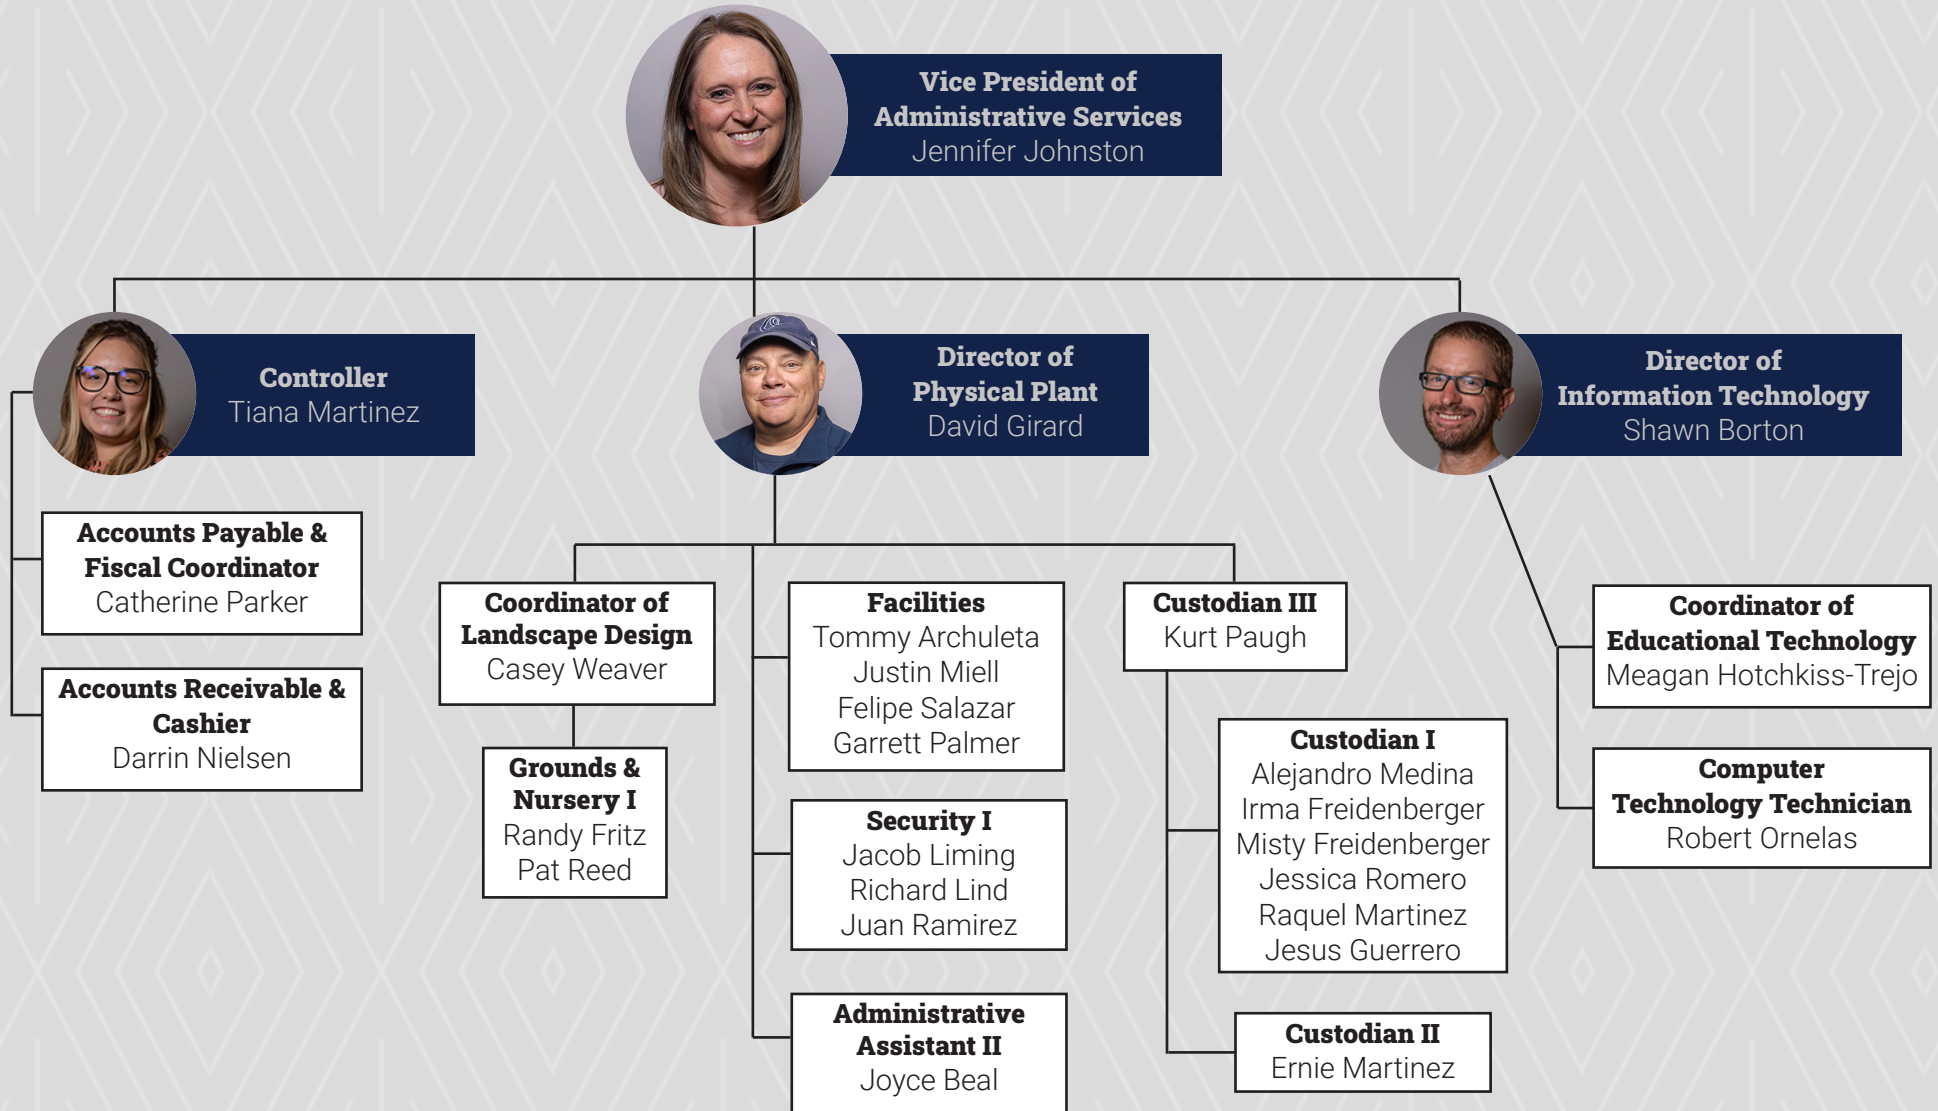 Vice President of
Administrative Services
Jennifer Johnston
Controller
Tiana Martinez
Director of
Physical Plant
David Girard
Director of
Information Technology
Shawn Borton
Accounts Payable &
Fiscal Coordinator
Catherine Parker
Accounts Receivable &
Cashier
Darrin Nielsen
Coordinator of
Landscape Design
Casey Weaver
Grounds &
Nursery I
Randy Fritz
Pat Reed
Facilities
Tommy Archuleta
Justin Miell
Felipe Salazar
Garrett Palmer
Security I
Jacob Liming
Richard Lind
Juan Ramirez
Administrative
Assistant II
Joyce Beal
Custodian III
Kurt Paugh
Custodian I
Alejandro Medina
Irma Freidenberger
Misty Freidenberger
Jessica Romero
Raquel Martinez
Jesus Guerrero
Custodian II
Ernie Martinez
Coordinator of
Educational Technology
Meagan Hotchkiss-Trejo
Computer
Technology Technician
Robert Ornelas